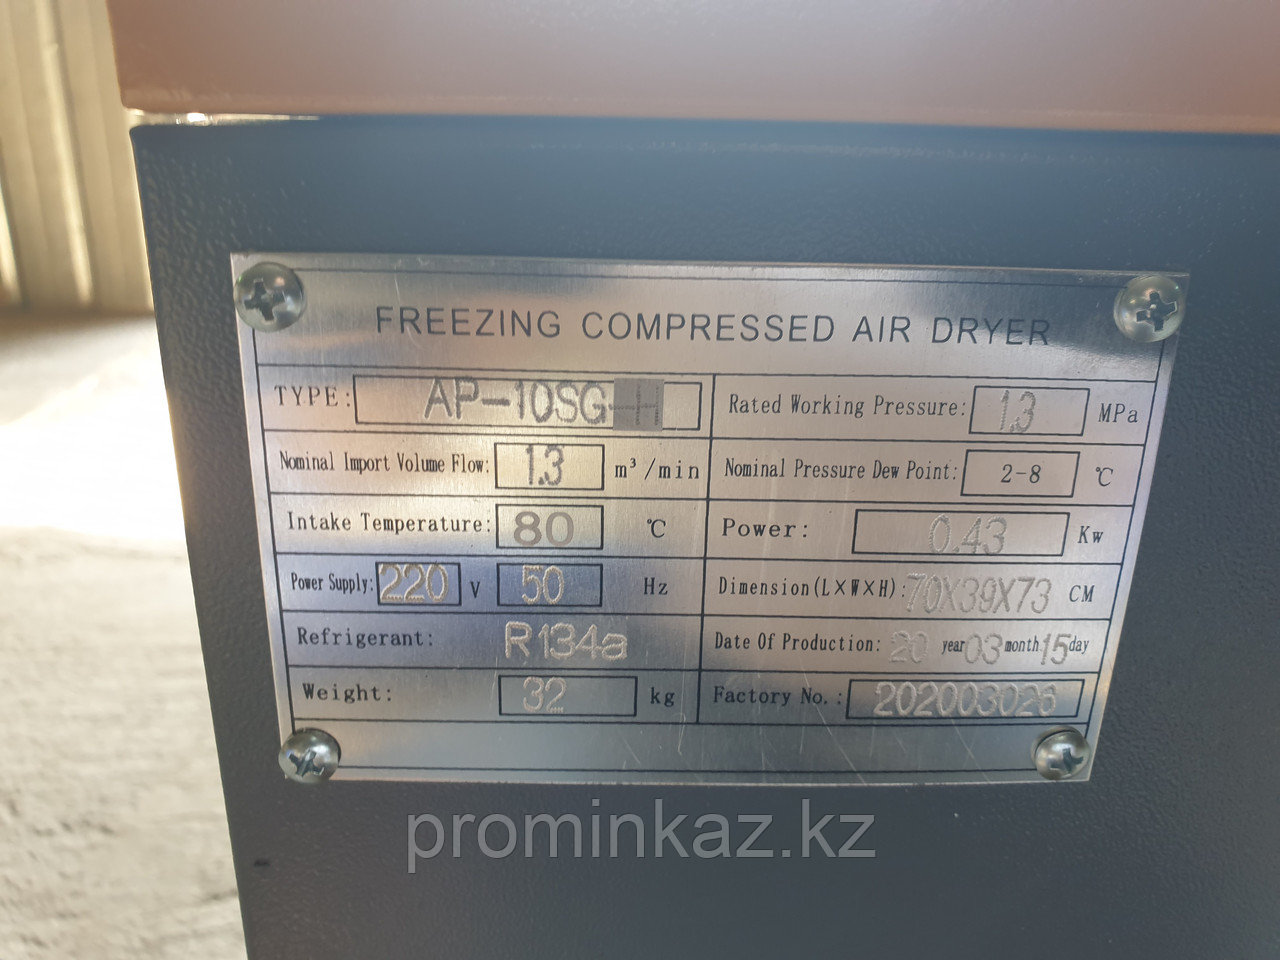 FREEZING COMPRESSED AIR DRYER
TYPE: AP-10SG-H Rated Working Pressure: 1.3 MPa
Nominal Import Volume Flow: 1.3 m³/min Nominal Pressure Dew Point: 2-8 ℃
Intake Temperature: 80 ℃ Power: 0.43 Kw
Power Supply: 220 V 50 Hz Dimension(L×W×H): 70X39X73 CM
Refrigerant: R134a Date Of Production: 20 year 03 month 15 day
Weight: 32 kg Factory No.: 202003026
prominkaz.kz